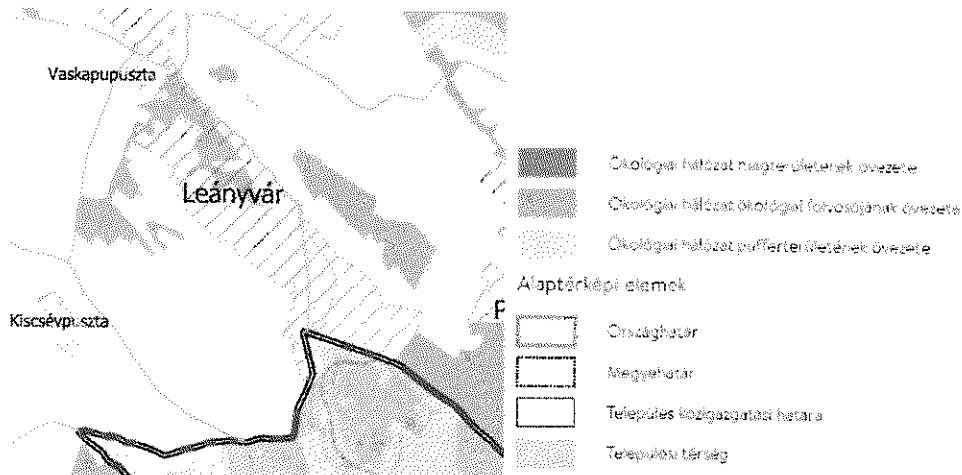 Vaskapupuszta
Leányvár
Kiscsévpuszta
P
Ökológiai hálózat magterületének övezete
Ökológiai hálózat ökológiai folyosójának övezete
Ökológiai hálózat pufferterületének övezete
Alaptérképi elemek
Országhatár
Megyehatár
Település közigazgatási határa
Települési térség